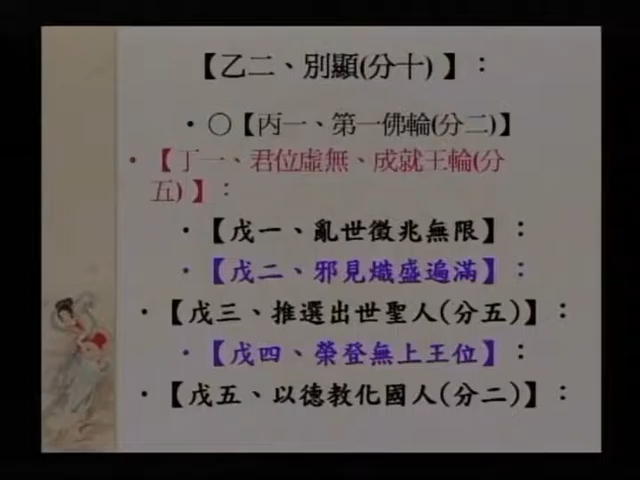 【乙二、別顯(分十)】：
•〇【丙一、第一佛輪(分二)】
•【丁一、君位虛無、成就王輪(分
五)】：
•【戊一、亂世徵兆無限】：
•【戊二、邪見熾盛遍滿】：
•【戊三、推選出世聖人(分五)】：
•【戊四、榮登無上王位】：
•【戊五、以德教化國人(分二)】：